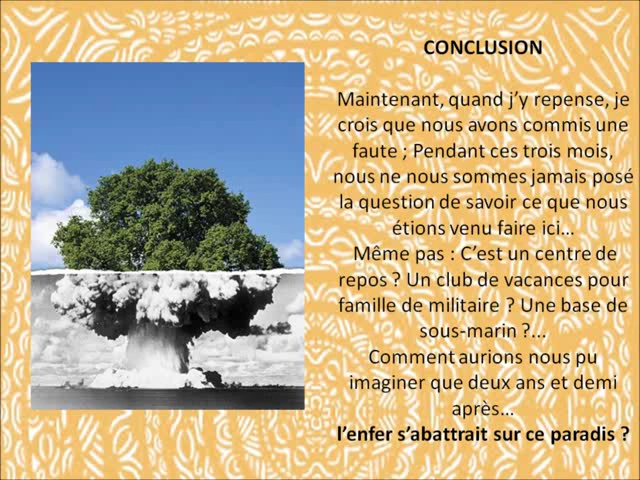 CONCLUSION
Maintenant, quand j’y repense, je
crois que nous avons commis une
faute ; Pendant ces trois mois,
nous ne nous sommes jamais posé
la question de savoir ce que nous
étions venu faire ici...
Même pas : C’est un centre de
repos ? Un club de vacances pour
famille de militaire ? Une base de
sous-marin ?...
Comment aurions nous pu
imaginer que deux ans et demi
après...
l’enfer s’abattrait sur ce paradis ?